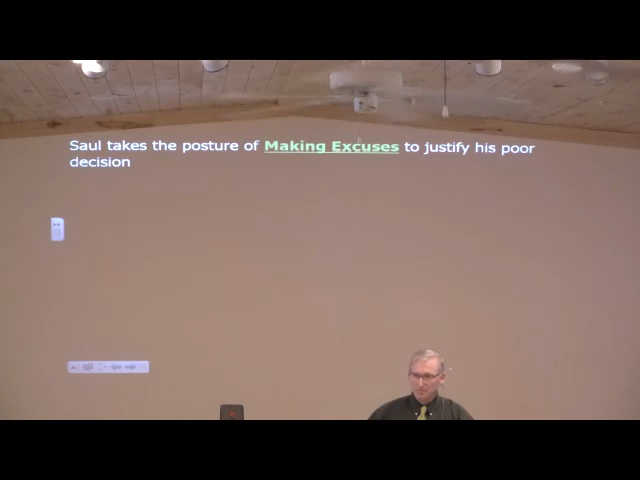 Saul takes the posture of Making Excuses to justify his poor
decision